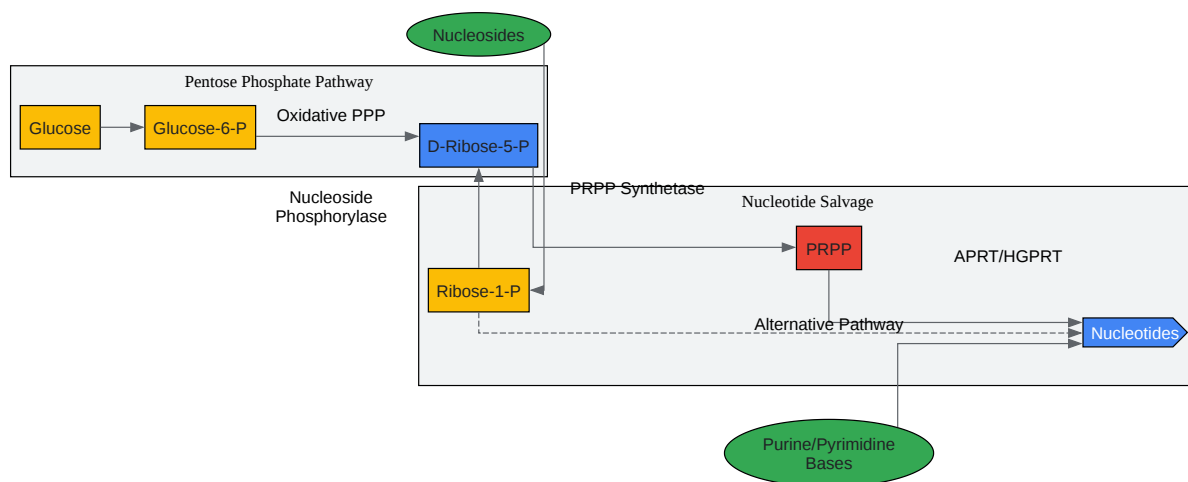 Nucleosides
Pentose Phosphate Pathway
Glucose
Glucose-6-P
Oxidative PPP
D-Ribose-5-P
Nucleoside
Phosphorylase
PRPP Synthetase
Nucleotide Salvage
PRPP
APRT/HGPRT
Ribose-1-P
Alternative Pathway
Nucleotides
Purine/Pyrimidine
Bases